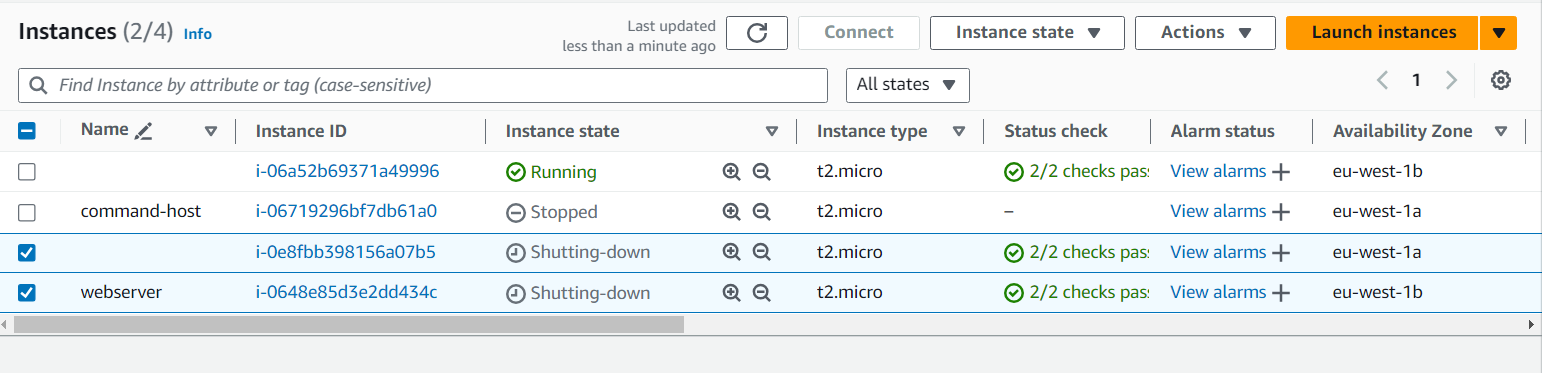 Instances (2/4) Info
Last updated
less than a minute ago
Connect
Instance state
Actions
Launch instances
Find Instance by attribute or tag (case-sensitive)
All states
1
Name Instance ID Instance state Instance type Status check Alarm status Availability Zone
i-06a52b69371a49996 Running t2.micro 2/2 checks pas View alarms + eu-west-1b
command-host i-06719296bf7db61a0 Stopped t2.micro – View alarms + eu-west-1a
i-0e8fbb398156a07b5 Shutting-down t2.micro 2/2 checks pas View alarms + eu-west-1a
webserver i-0648e85d3e2dd434c Shutting-down t2.micro 2/2 checks pas View alarms + eu-west-1b